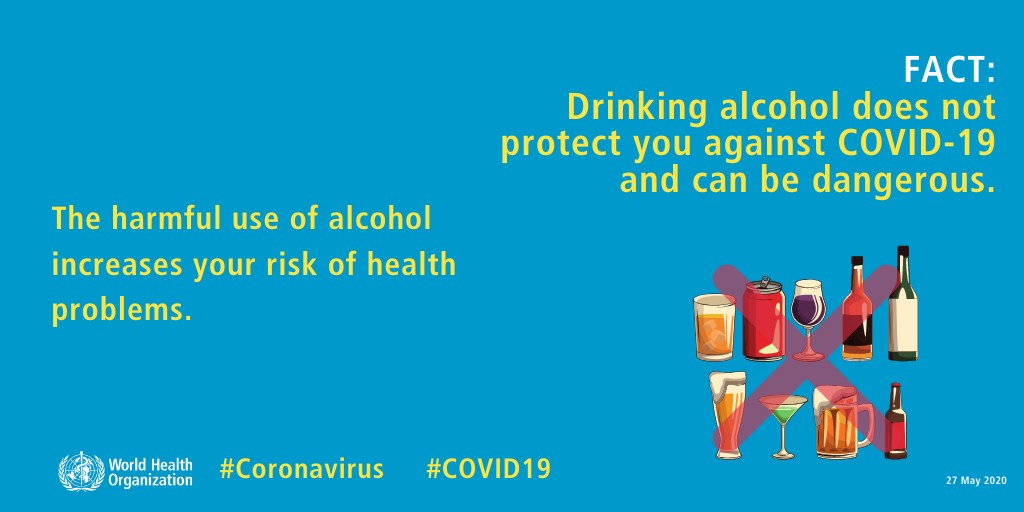 FACT:
Drinking alcohol does not
protect you against COVID-19
and can be dangerous.
The harmful use of alcohol
increases your risk of health
problems.
World Health
Organization
#Coronavirus #COVID19
27 May 2020